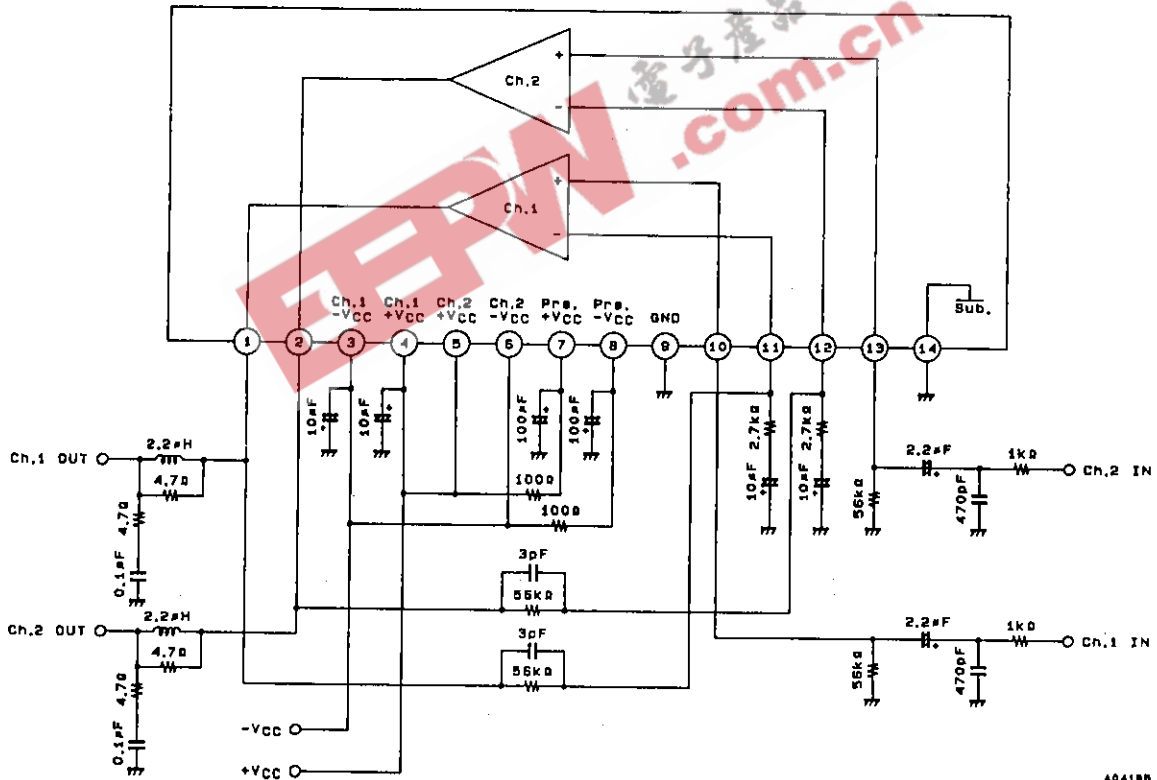 電子產品
EEPW
.com.cn
Ch.2
+
-
Ch.1
+
-
Ch.1 -VCC
Ch.1 +VCC
Ch.2 +VCC
Ch.2 -VCC
Pre. +VCC
Pre. -VCC
GND
Sub.
1 2 3 4 5 6 7 8 9 10 11 12 13 14
10µF
10µF
100µF
100µF
2.7kΩ
2.7kΩ
10µF
10µF
Ch.1 OUT
2.2µH
4.7Ω
4.7Ω
0.1µF
100Ω
100Ω
56kΩ
2.2µF
470pF
1kΩ
Ch.2 IN
3pF
56kΩ
Ch.2 OUT
2.2µH
4.7Ω
4.7Ω
0.1µF
3pF
56kΩ
56kΩ
2.2µF
470pF
1kΩ
Ch.1 IN
-VCC
+VCC